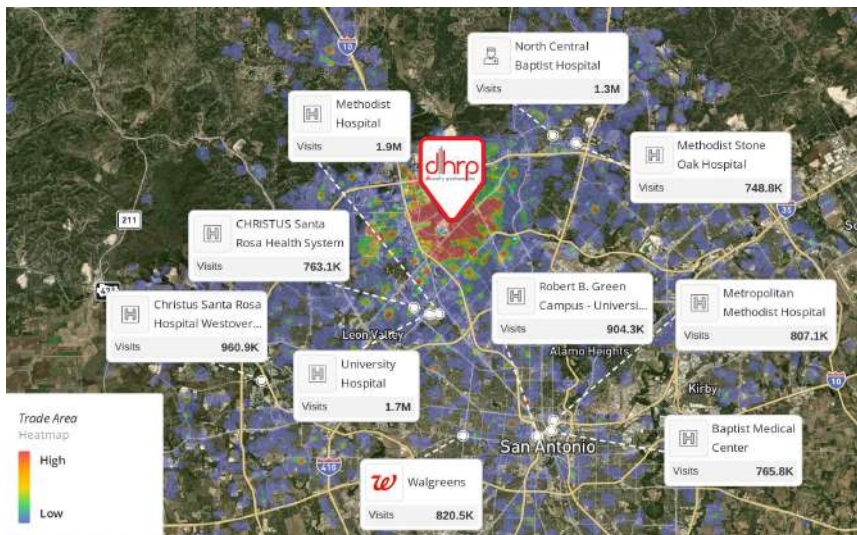 North Central
Baptist Hospital
Visits 1.3M
Methodist
Hospital
Visits 1.9M
dhrp
Methodist Stone
Oak Hospital
Visits 748.8K
10
211
35
CHRISTUS Santa
Rosa Health System
Visits 763.1K
Robert B. Green
Campus - Universi...
Visits 904.3K
Metropolitan
Methodist Hospital
Visits 807.1K
Christus Santa Rosa
Hospital Westover...
Visits 960.9K
Leon Valley
Alamo Heights
University
Hospital
Visits 1.7M
Kirby
10
Trade Area
Heatmap
High
Low
410
San Antonio
Baptist Medical
Center
Visits 765.8K
Walgreens
Visits 820.5K